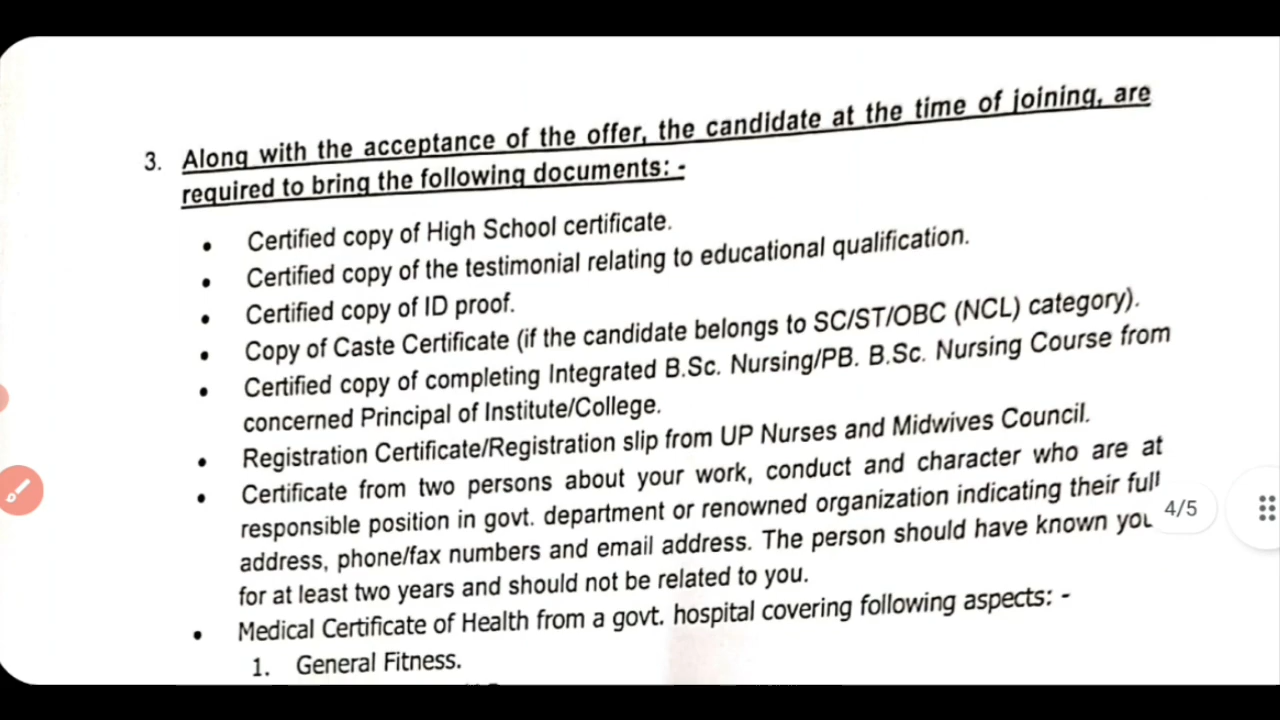 3. Along with the acceptance of the offer, the candidate at the time of joining, are
required to bring the following documents: -
• Certified copy of High School certificate.
• Certified copy of the testimonial relating to educational qualification.
• Certified copy of ID proof.
• Copy of Caste Certificate (if the candidate belongs to SC/ST/OBC (NCL) category).
• Certified copy of completing Integrated B.Sc. Nursing/PB. B.Sc. Nursing Course from
concerned Principal of Institute/College.
• Registration Certificate/Registration slip from UP Nurses and Midwives Council.
• Certificate from two persons about your work, conduct and character who are at
responsible position in govt. department or renowned organization indicating their full
address, phone/fax numbers and email address. The person should have known you
for at least two years and should not be related to you.
• Medical Certificate of Health from a govt. hospital covering following aspects: -
1. General Fitness.
4/5